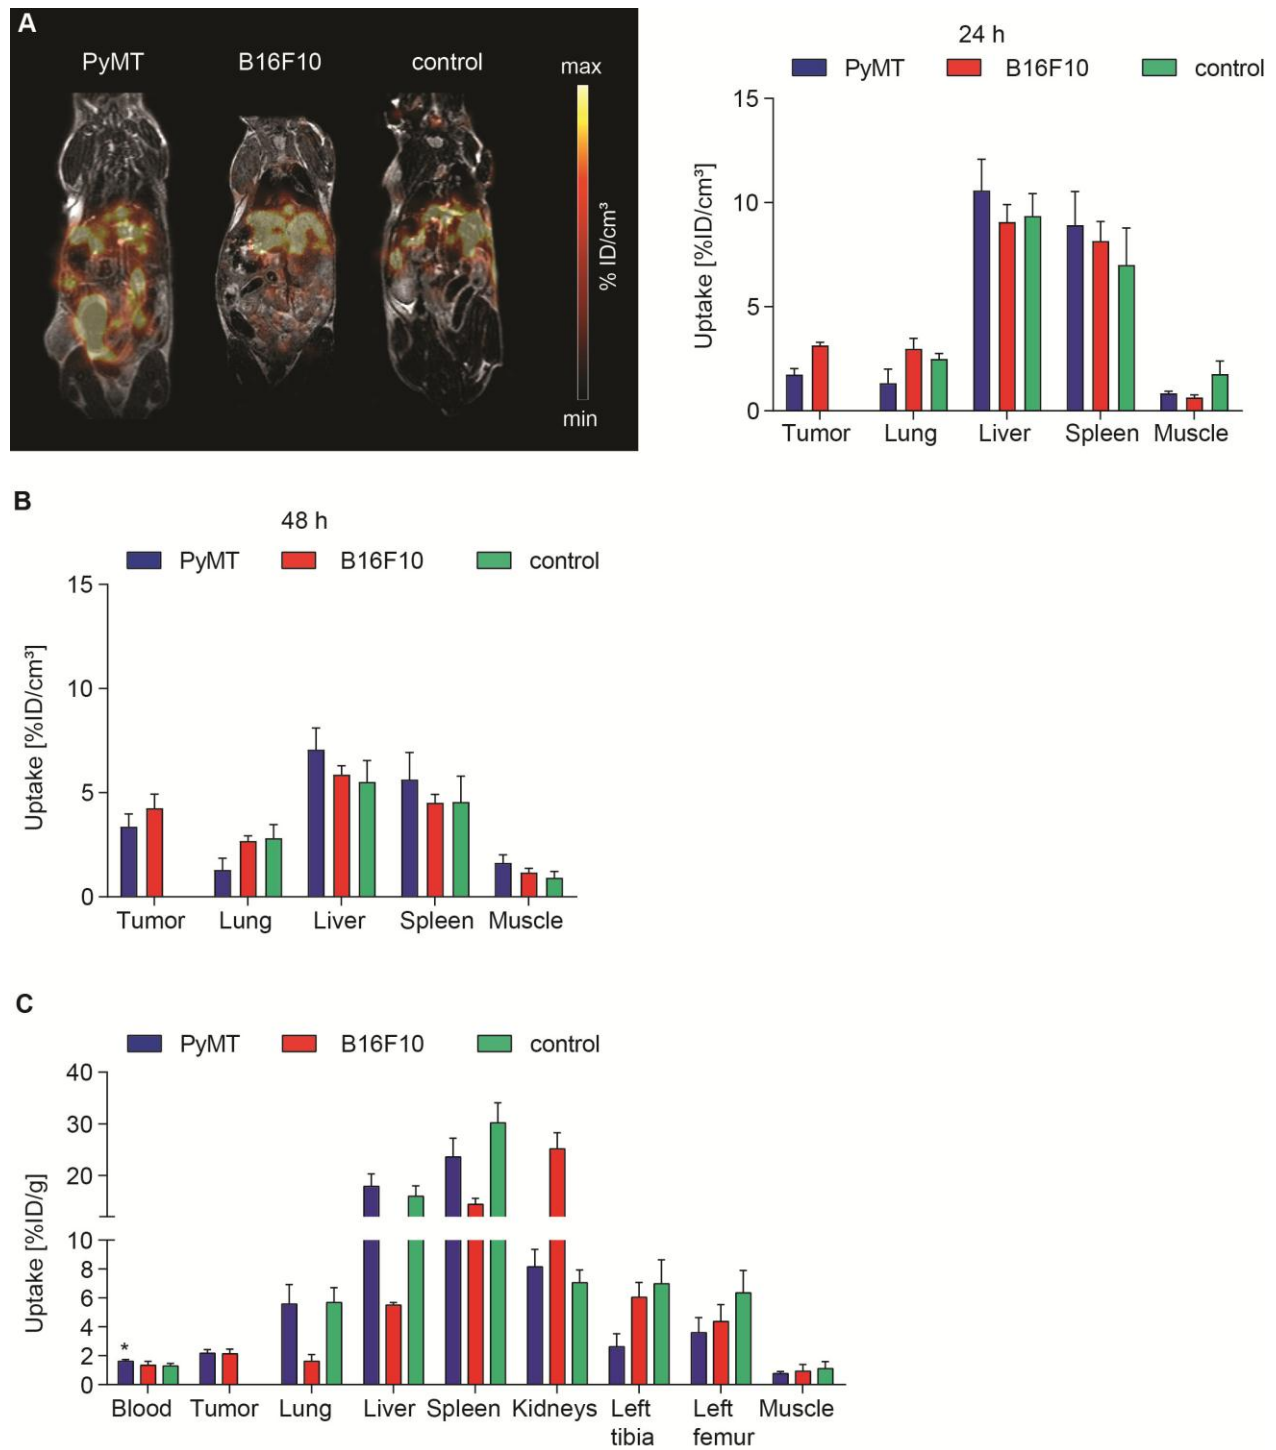 A
PyMT B16F10 control
max
% ID/cm³
min
24 h
PyMT B16F10 control
Uptake [%ID/cm³]
15
10
5
0
Tumor Lung Liver Spleen Muscle
B
48 h
PyMT B16F10 control
Uptake [%ID/cm³]
15
10
5
0
Tumor Lung Liver Spleen Muscle
C
PyMT B16F10 control
Uptake [%ID/g]
40
30
20
10
8
6
4
2
0
*
Blood Tumor Lung Liver Spleen Kidneys Left tibia Left femur Muscle